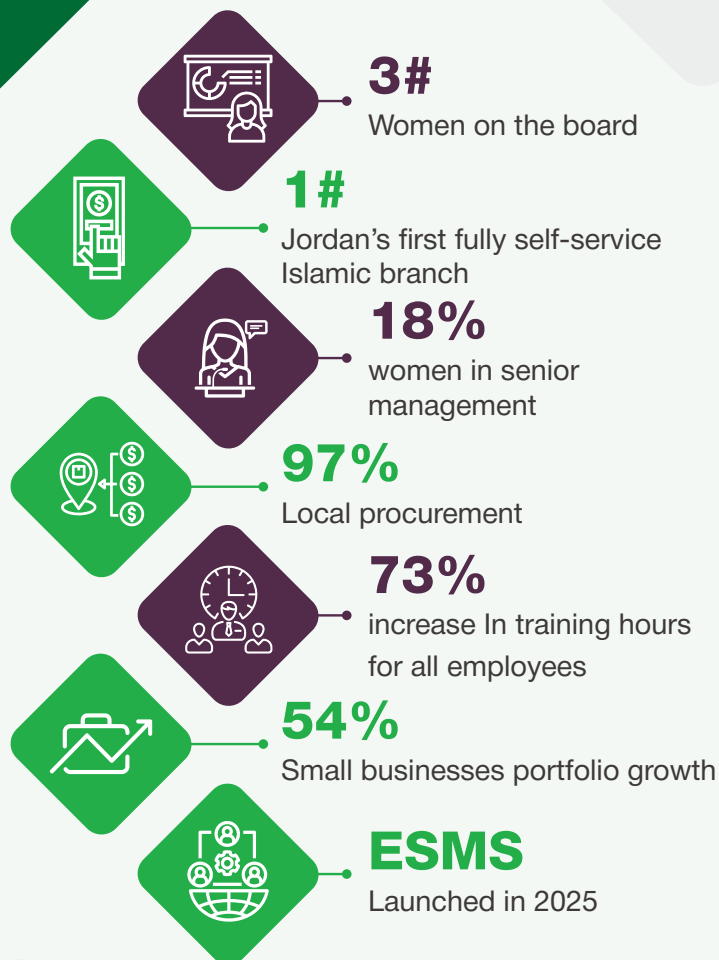 3#
Women on the board
1#
Jordan's first fully self-service
Islamic branch
18%
women in senior
management
97%
Local procurement
73%
increase In training hours
for all employees
54%
Small businesses portfolio growth
ESMS
Launched in 2025